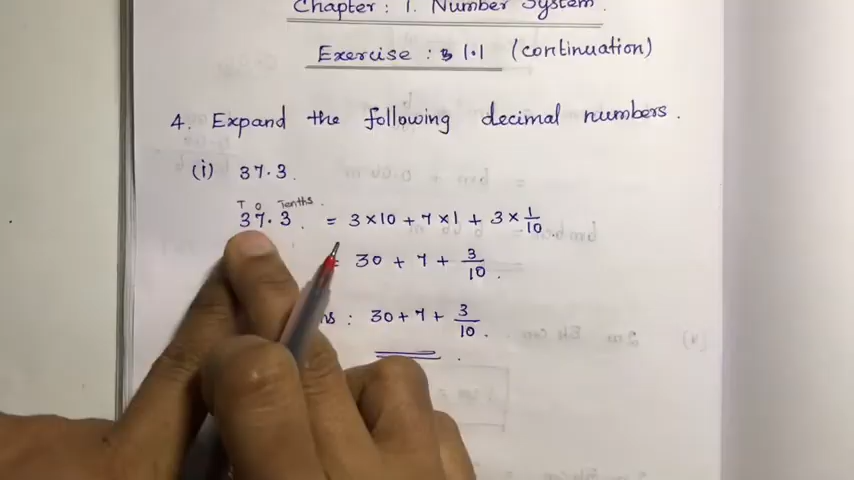 Chapter : 1. Number System.
Exercise : 1.1 (continuation)
4. Expand the following decimal numbers.
(i) 37.3.
T O Tenths.
37.3. = 3×10 + 7×1 + 3×1/10.
= 30 + 7 + 3/10.
ns : 30+7+3/10.